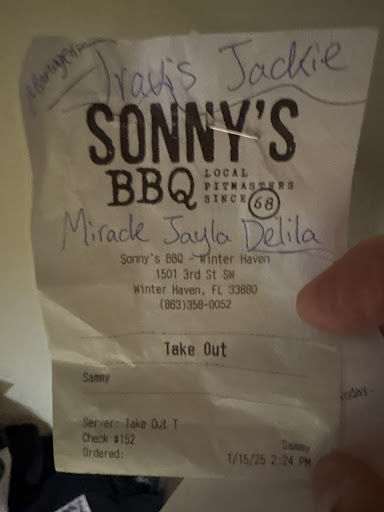 Managers
Travis Jackie
SONNY'S
BBQ
LOCAL
PITMASTERS
SINCE 68
Miracle Jayla Delila
Sonny's BBQ - Winter Haven
1501 3rd St SW
Winter Haven, FL 33880
(863)358-0052
Take Out
Sammy
Server: Take Out T
Check #152
Sammy
Ordered: 1/15/25 2:24 PM